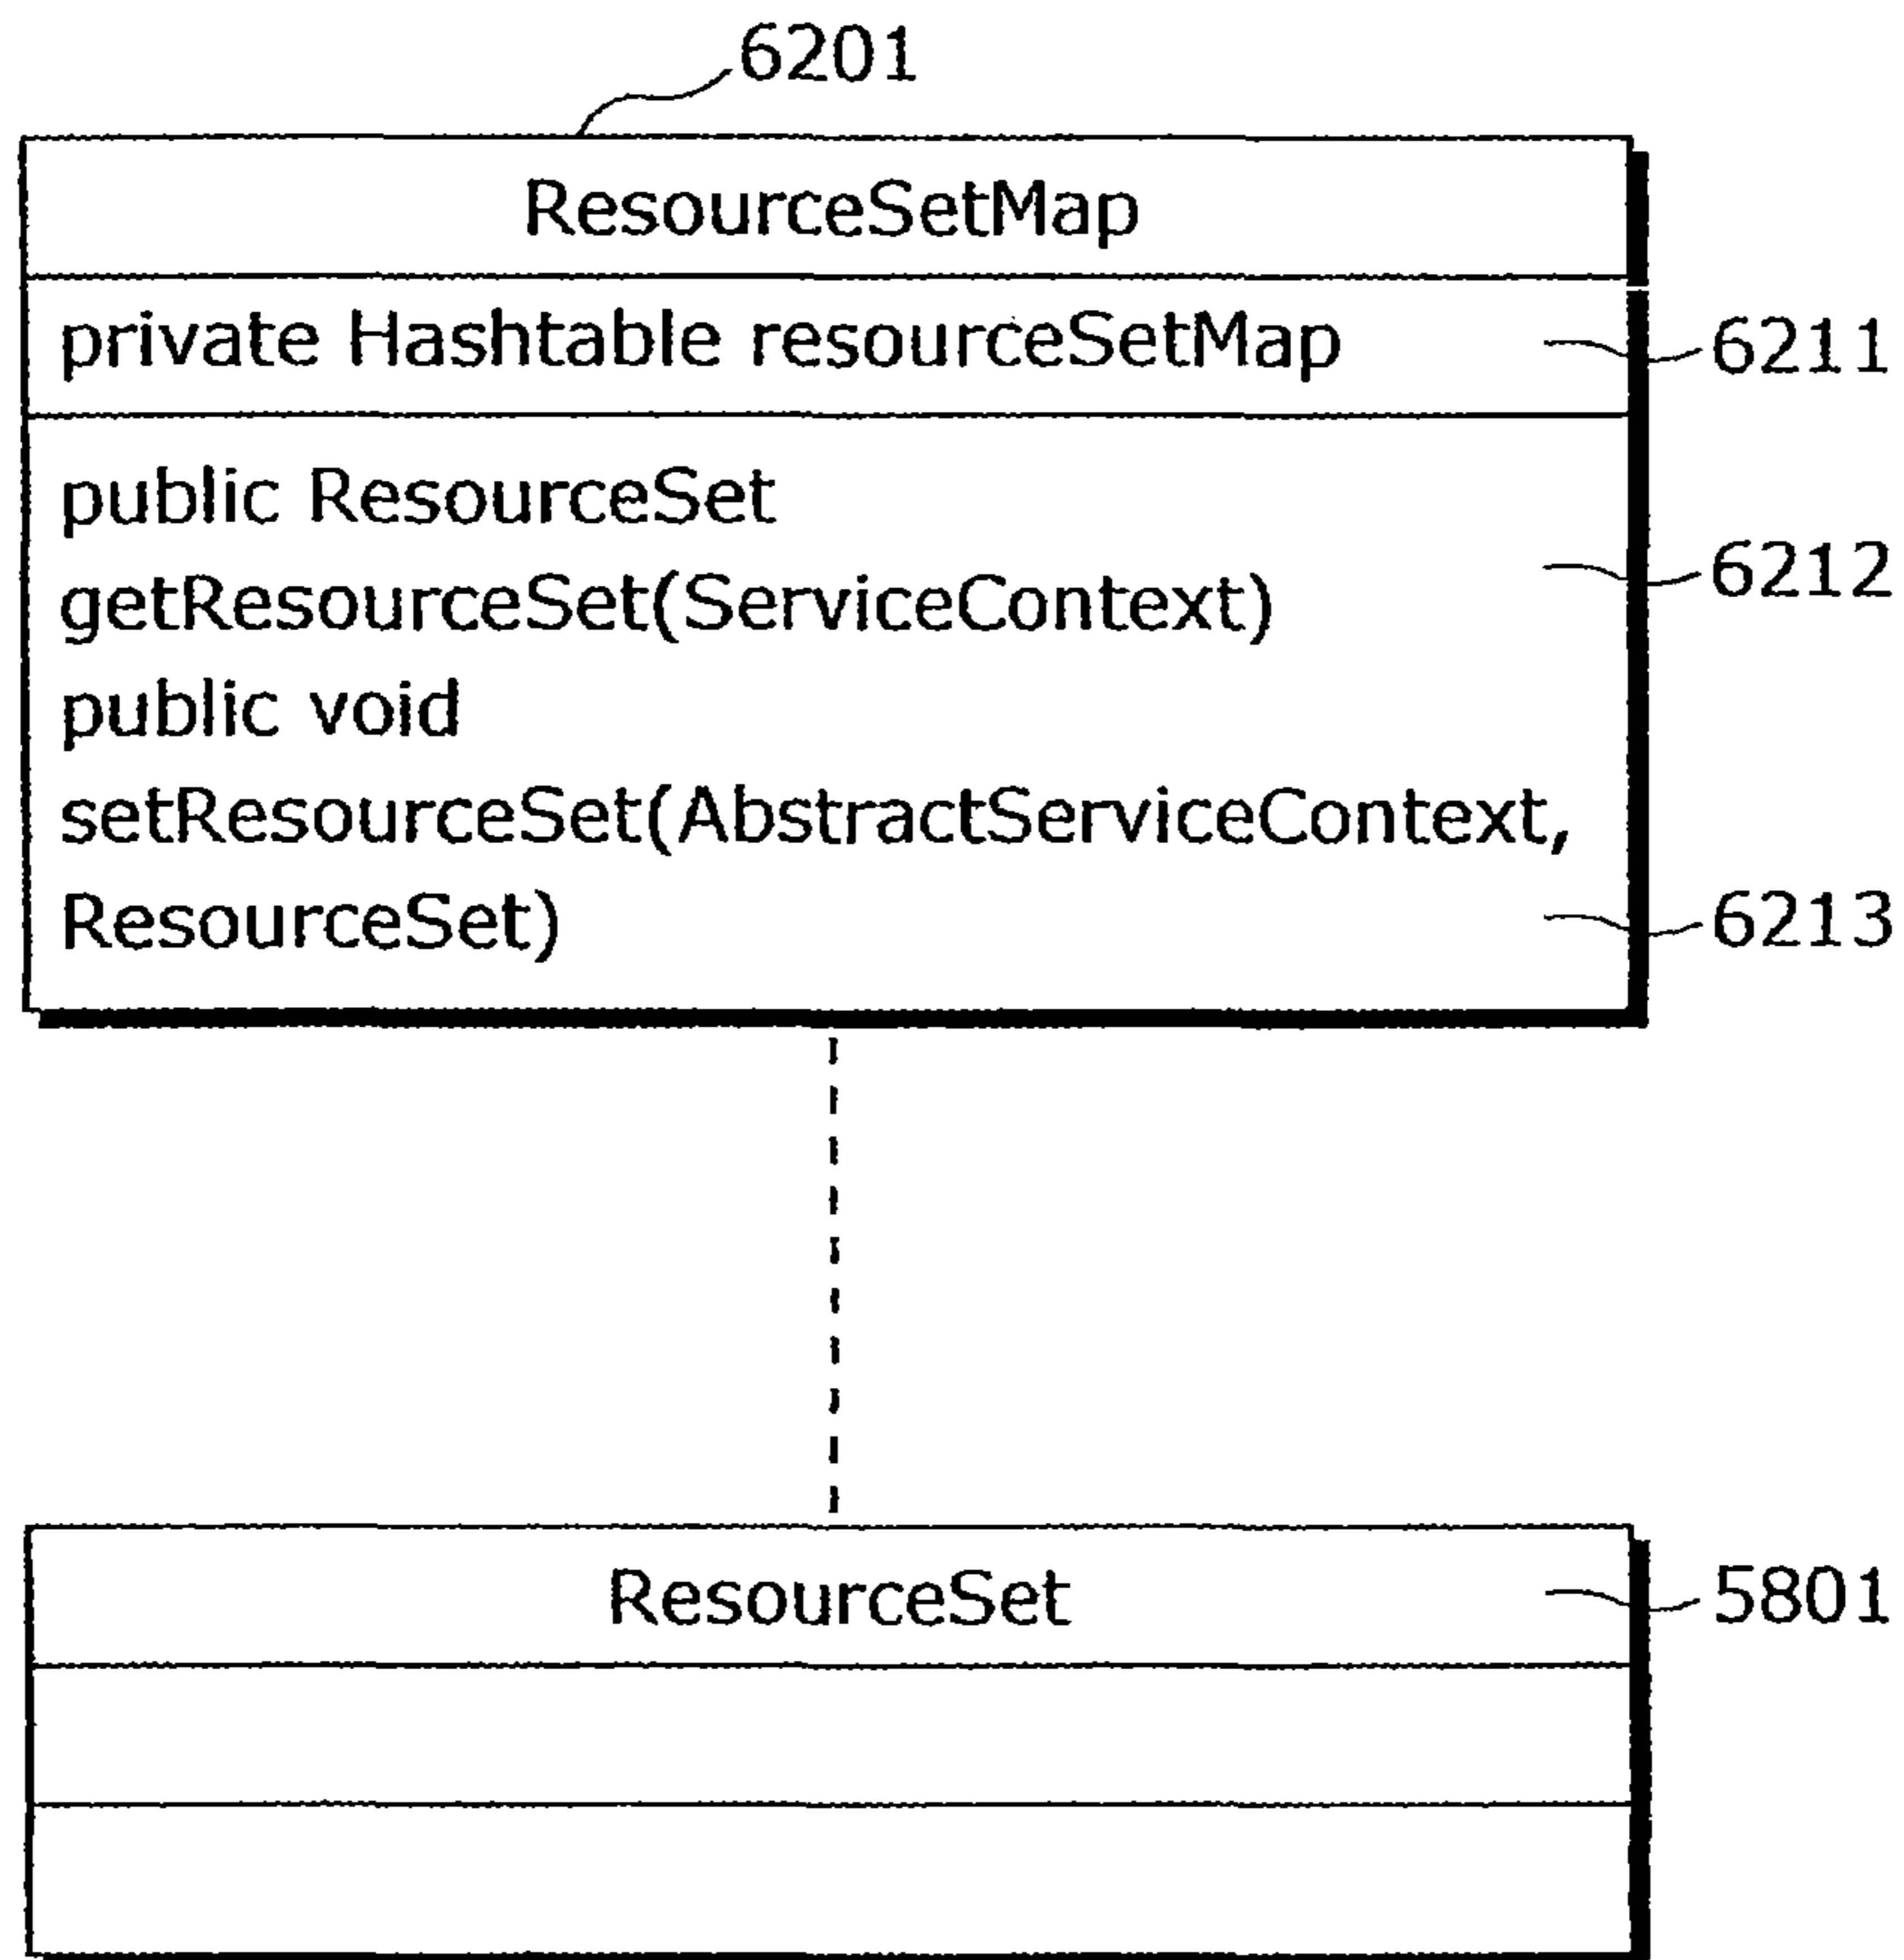 6201
ResourceSetMap
private Hashtable resourceSetMap
6211
public ResourceSet
getResourceSet(ServiceContext)
6212
public void
setResourceSet(AbstractServiceContext,
ResourceSet)
6213
ResourceSet
5801